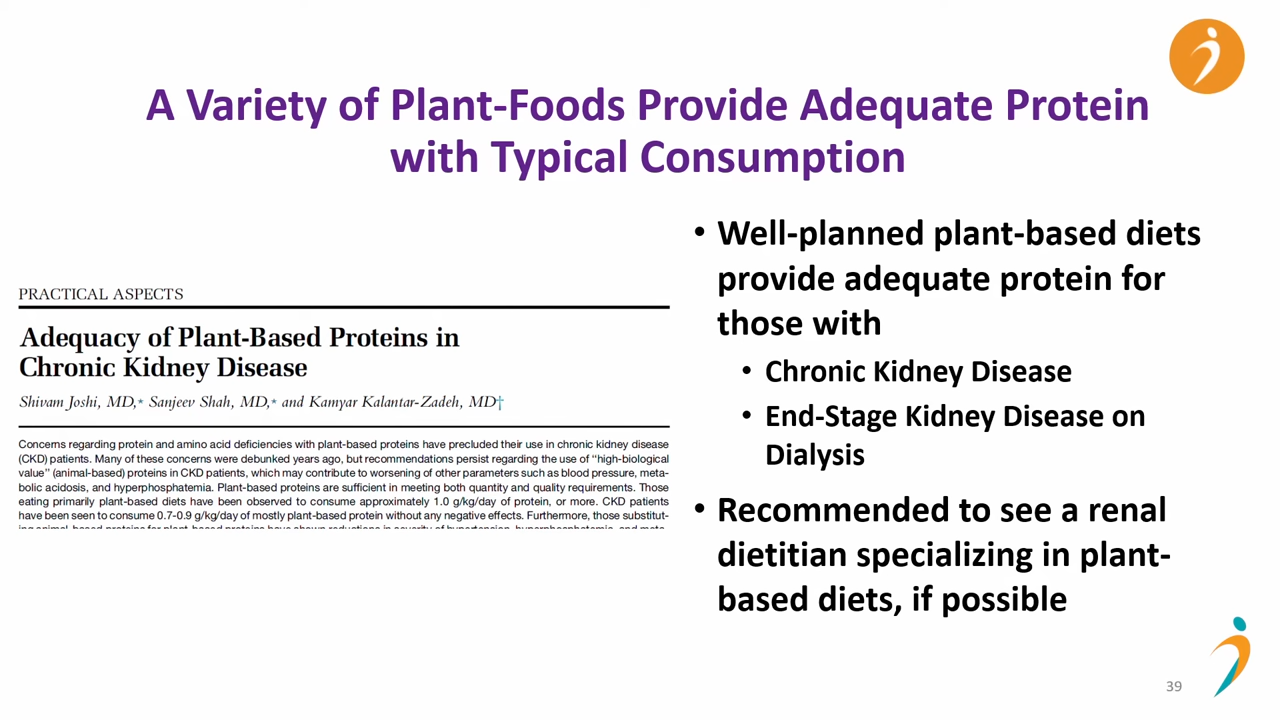 A Variety of Plant-Foods Provide Adequate Protein
with Typical Consumption
PRACTICAL ASPECTS
Adequacy of Plant-Based Proteins in
Chronic Kidney Disease
Shivam Joshi, MD,* Sanjeev Shah, MD,* and Kamyar Kalantar-Zadeh, MD†
Concerns regarding protein and amino acid deficiencies with plant-based proteins have precluded their use in chronic kidney disease
(CKD) patients. Many of these concerns were debunked years ago, but recommendations persist regarding the use of "high-biological
value" (animal-based) proteins in CKD patients, which may contribute to worsening of other parameters such as blood pressure, meta-
bolic acidosis, and hyperphosphatemia. Plant-based proteins are sufficient in meeting both quantity and quality requirements. Those
eating primarily plant-based diets have been observed to consume approximately 1.0 g/kg/day of protein, or more. CKD patients
have been seen to consume 0.7-0.9 g/kg/day of mostly plant-based protein without any negative effects. Furthermore, those substitut-
ing animal-based proteins for plant-based proteins have shown reductions in severity of hypertension, hyperphosphatemia, and meta-
• Well-planned plant-based diets
provide adequate protein for
those with
• Chronic Kidney Disease
• End-Stage Kidney Disease on
Dialysis
• Recommended to see a renal
dietitian specializing in plant-
based diets, if possible
39